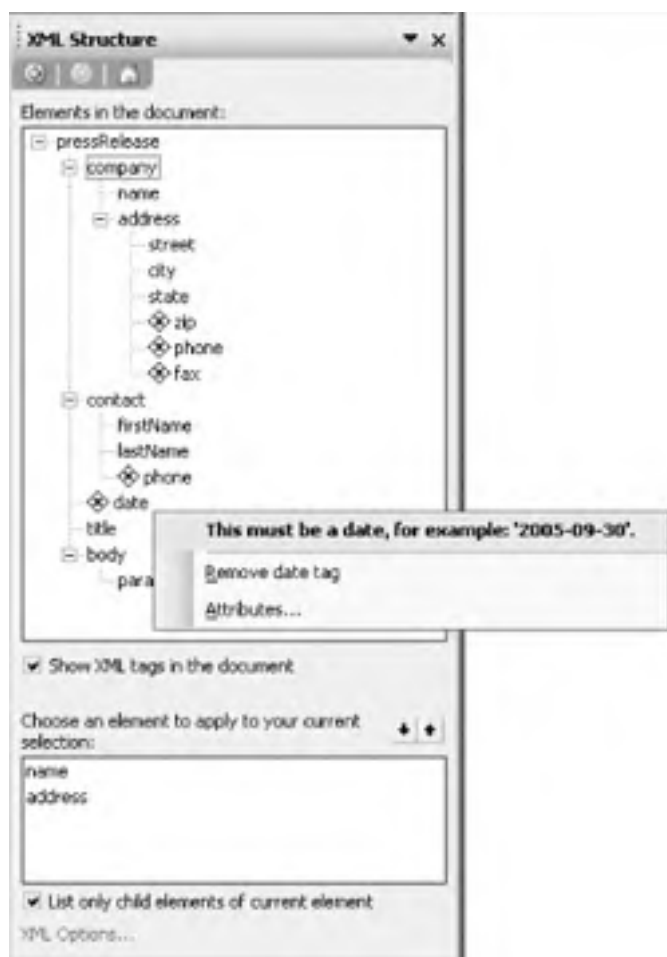 XML Structure
Elements in the document:
pressRelease
company
name
address
street
city
state
zip
phone
fax
contact
firstName
lastName
phone
date
title
This must be a date, for example: '2005-09-30'.
body
Remove date tag
para
Attributes...
Show XML tags in the document
Choose an element to apply to your current
selection:
name
address
List only child elements of current element
XML Options...